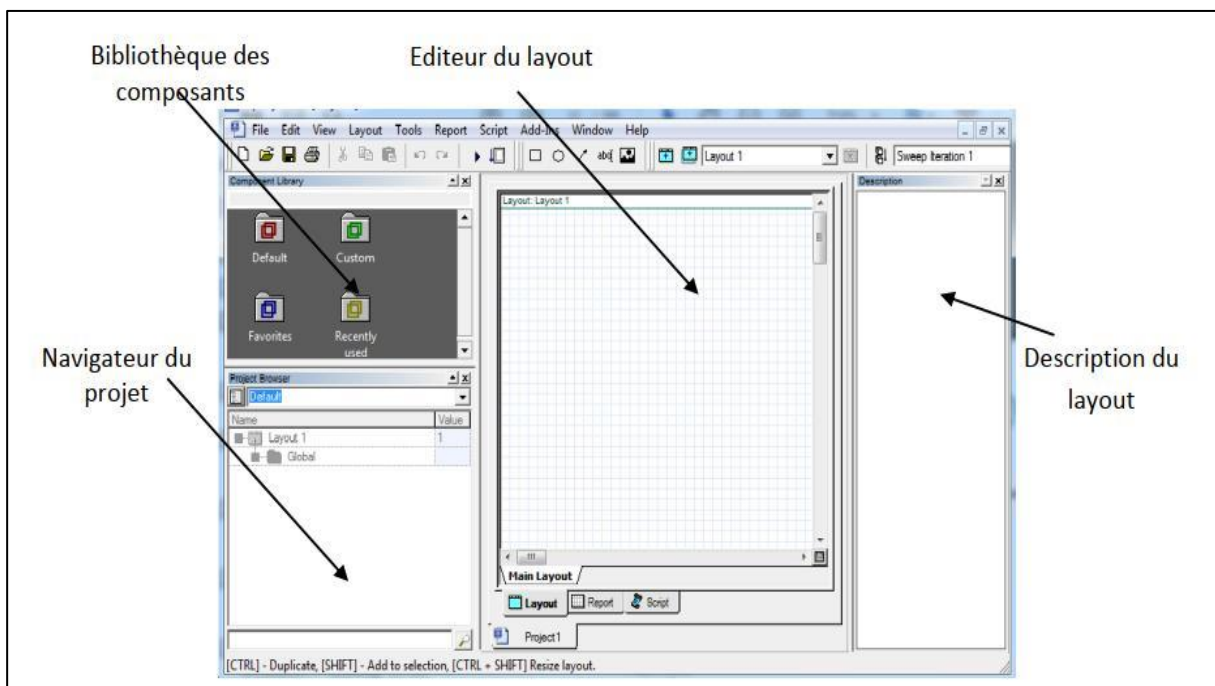 Bibliothèque des
composants
Editeur du layout
File Edit View Layout Tools Report Script Add-Ins Window Help
Layout 1
Sweep Iteration 1
Component Library
Description
Layout: Layout 1
Default
Custom
Favorites
Recently
used
Navigateur du
projet
Description du
layout
Project Browser
Default
Name
Value
Layout 1
1
Global
Main Layout
Layout
Report
Script
Project1
[CTRL] - Duplicate, [SHIFT] - Add to selection, [CTRL + SHIFT] Resize layout.